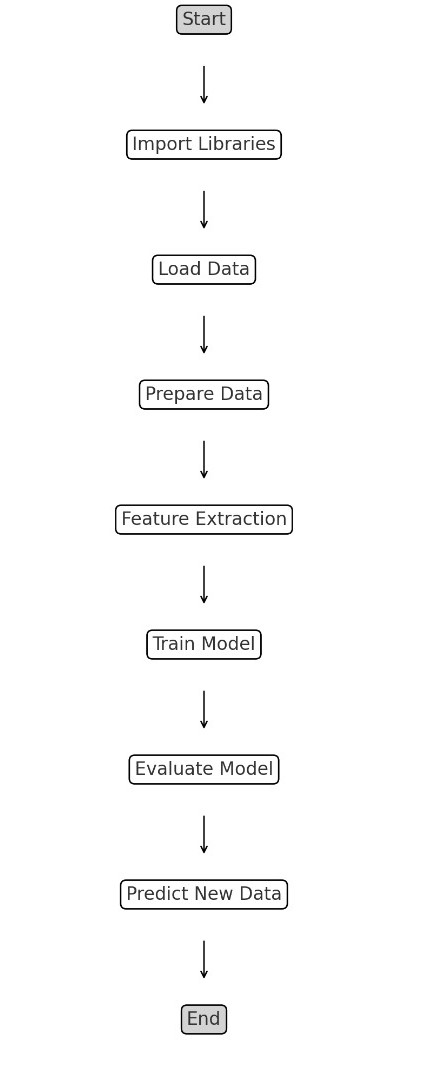 Start
Import Libraries
Load Data
Prepare Data
Feature Extraction
Train Model
Evaluate Model
Predict New Data
End